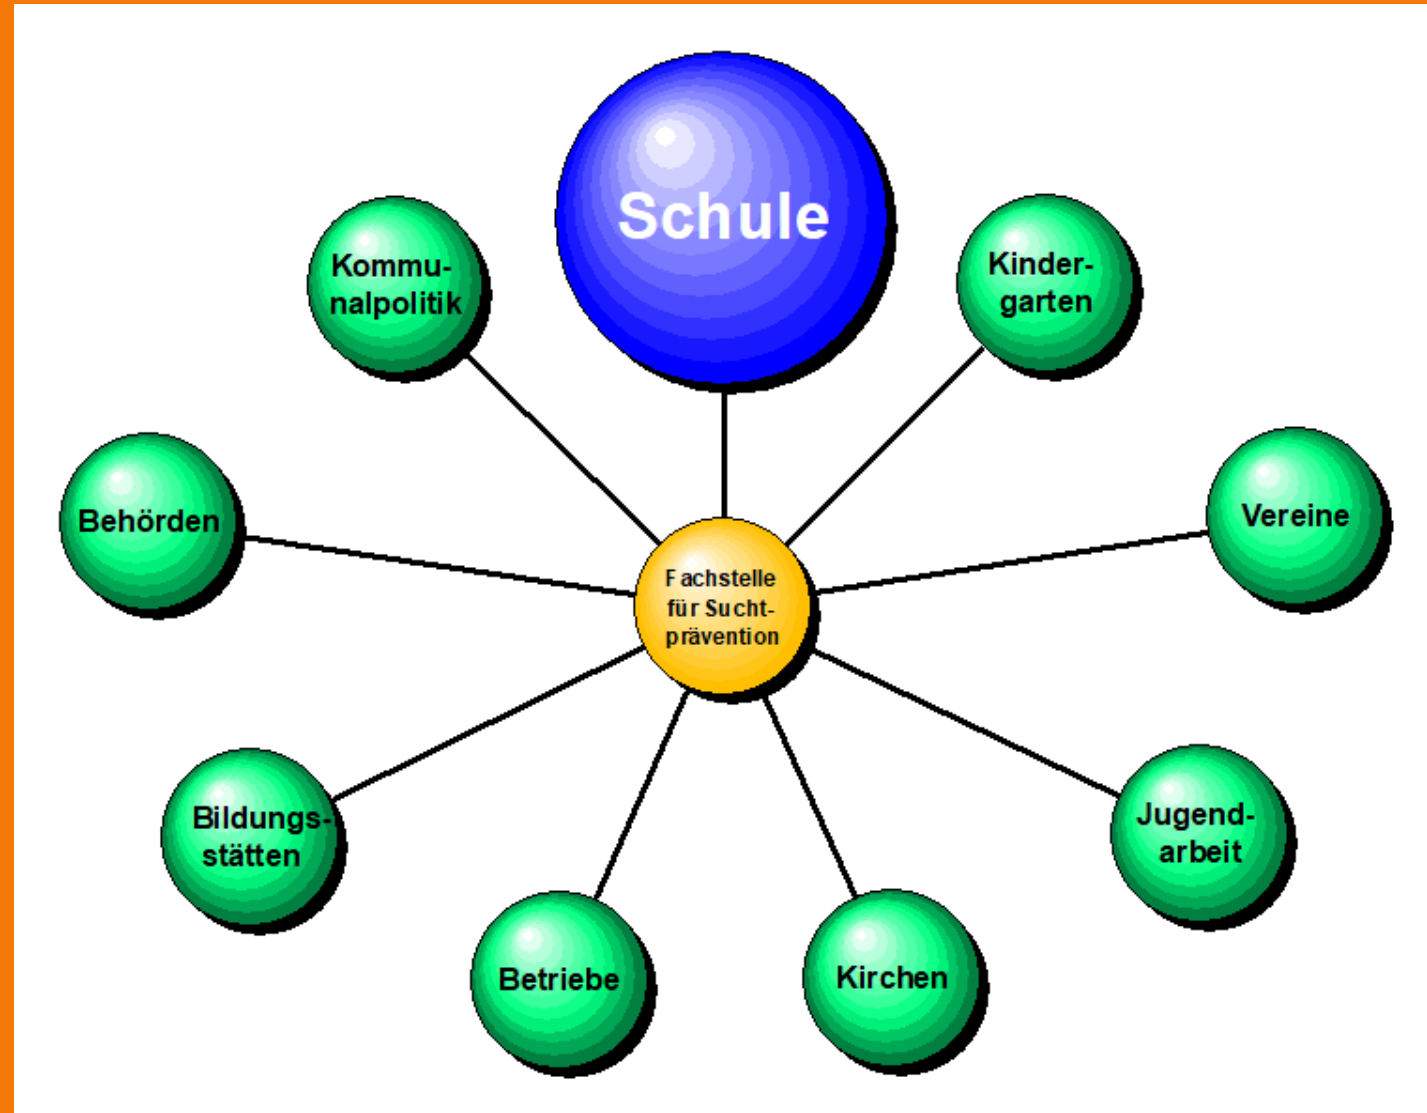 Schule
Kommu-
nalpolitik
Kinder-
garten
Behörden
Vereine
Fachstelle
für Sucht-
prävention
Bildungs-
stätten
Jugend-
arbeit
Betriebe
Kirchen